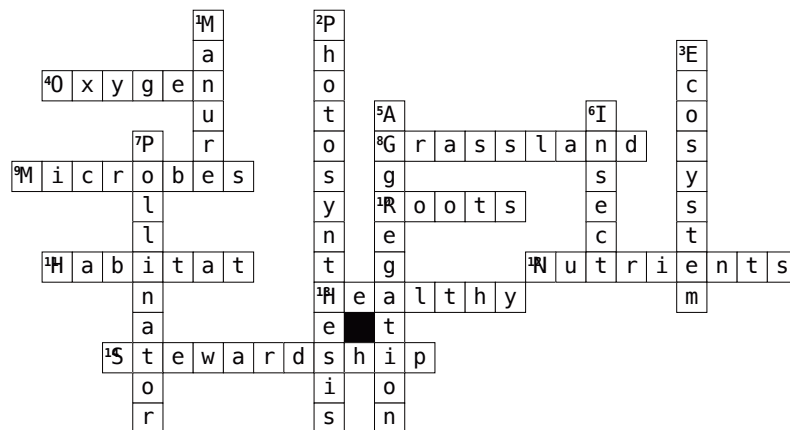 1 Manure
2 PhotosyntHesis
3 Ecosystem
4 Oxygen
5 AGgRegation
6 Insect
7 Pollinator
8 Grassland
9 Microbes
10 Roots
11 Habitat
12 Nutrients
13 Healthy
14 Stewardship